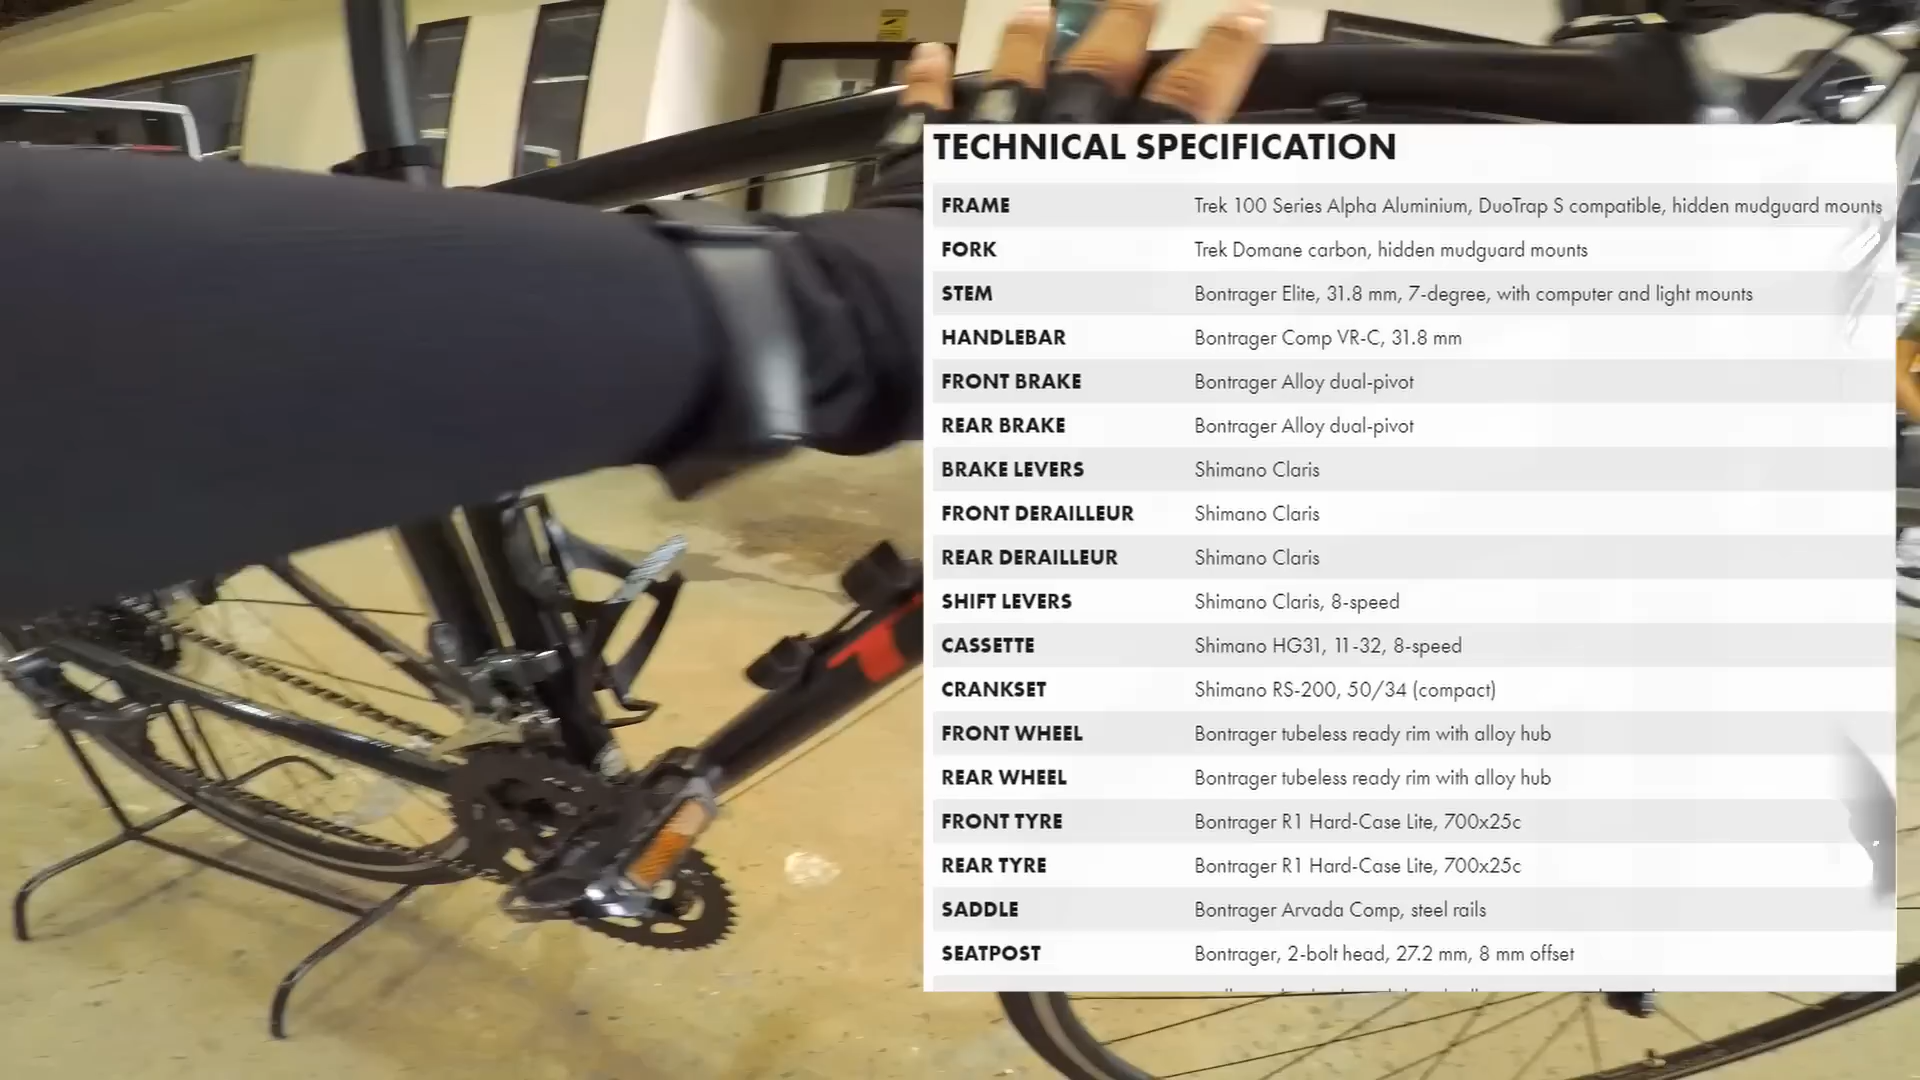 TECHNICAL SPECIFICATION
FRAME Trek 100 Series Alpha Aluminium, DuoTrap S compatible, hidden mudguard mounts
FORK Trek Domane carbon, hidden mudguard mounts
STEM Bontrager Elite, 31.8 mm, 7-degree, with computer and light mounts
HANDLEBAR Bontrager Comp VR-C, 31.8 mm
FRONT BRAKE Bontrager Alloy dual-pivot
REAR BRAKE Bontrager Alloy dual-pivot
BRAKE LEVERS Shimano Claris
FRONT DERAILLEUR Shimano Claris
REAR DERAILLEUR Shimano Claris
SHIFT LEVERS Shimano Claris, 8-speed
CASSETTE Shimano HG31, 11-32, 8-speed
CRANKSET Shimano RS-200, 50/34 (compact)
FRONT WHEEL Bontrager tubeless ready rim with alloy hub
REAR WHEEL Bontrager tubeless ready rim with alloy hub
FRONT TYRE Bontrager R1 Hard-Case Lite, 700x25c
REAR TYRE Bontrager R1 Hard-Case Lite, 700x25c
SADDLE Bontrager Arvada Comp, steel rails
SEATPOST Bontrager, 2-bolt head, 27.2 mm, 8 mm offset